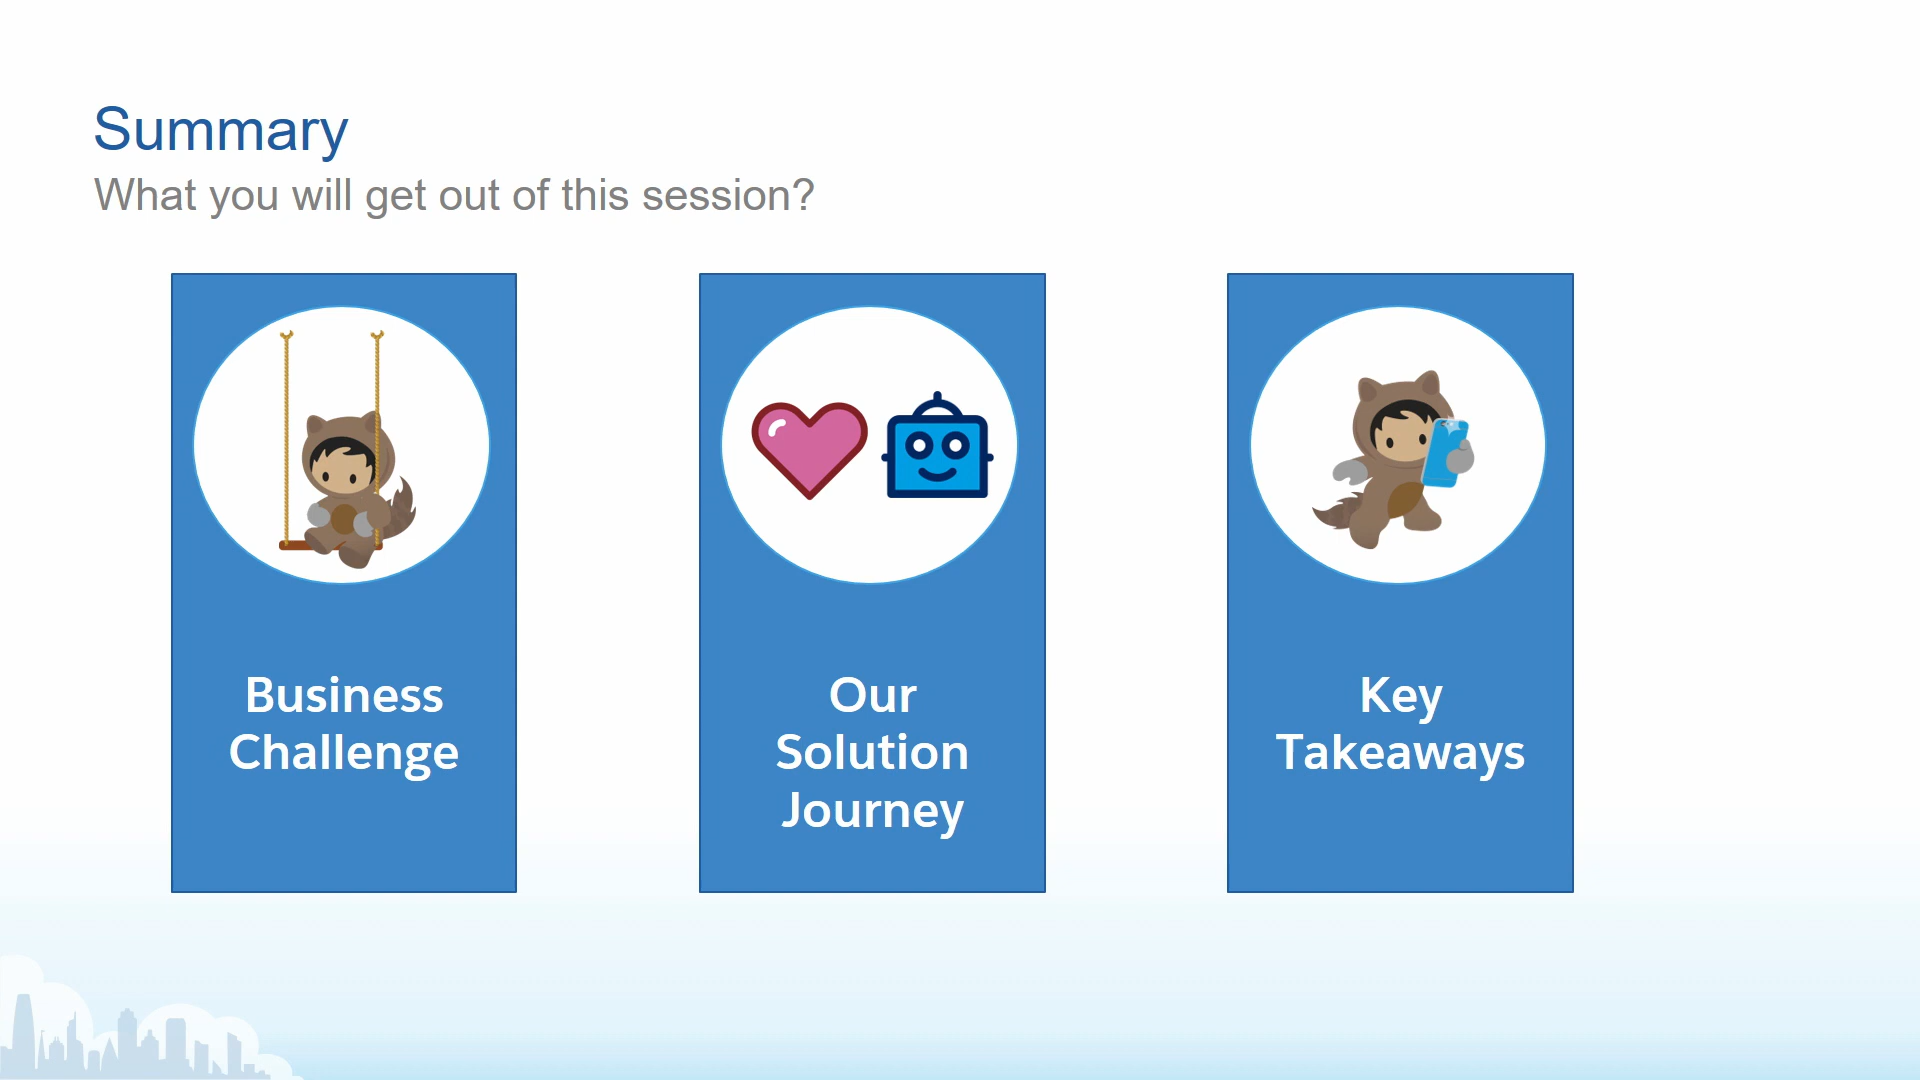 Summary
What you will get out of this session?
Business
Challenge
Our
Solution
Journey
Key
Takeaways